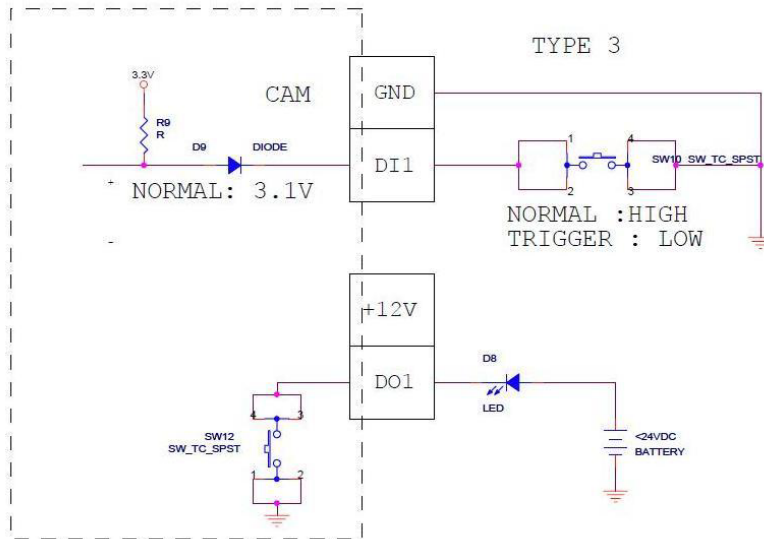 TYPE 3
3.3V
CAM
GND
R9
R
D9
DIODE
DI1
1
4
SW10
SW_TC_SPST
+
NORMAL: 3.1V
2
3
-
NORMAL :HIGH
TRIGGER : LOW
+12V
D8
DO1
LED
4
3
<24VDC
BATTERY
SW12
SW_TC_SPST
1
2